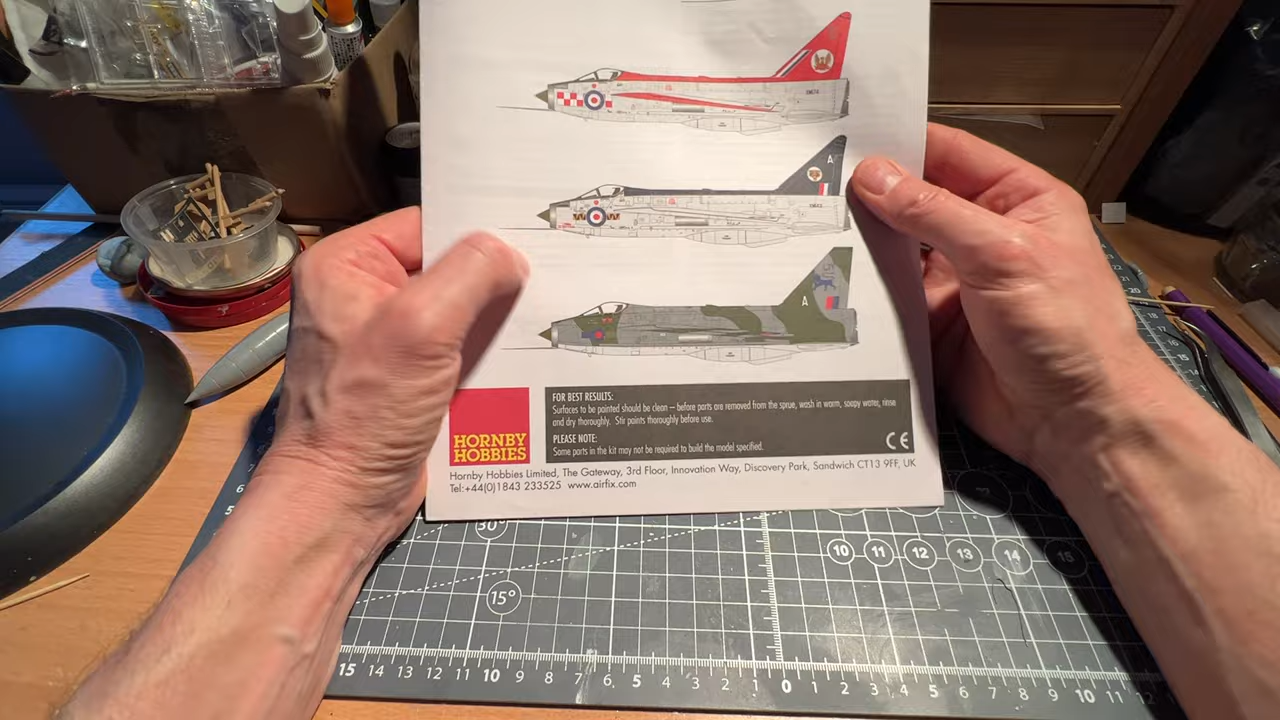 A
A
FOR BEST RESULTS:
Surfaces to be painted should be clean – before parts are removed from the sprue, wash in warm, soapy water, rinse
and dry thoroughly. Stir paints thoroughly before use.
PLEASE NOTE:
Some parts in the kit may not be required to build the model specified.
CE
HORNBY
HOBBIES
Hornby Hobbies Limited, The Gateway, 3rd Floor, Innovation Way, Discovery Park, Sandwich CT13 9FF, UK
Tel:+44(0)1843 233525 www.airfix.com
30°
10 11 12 13 14 15
15°
15 14 13 12 11 10 9 8 7 6 5 4 3 2 1 0 1 2 3 4 5 6 7 8 9 10 11 12